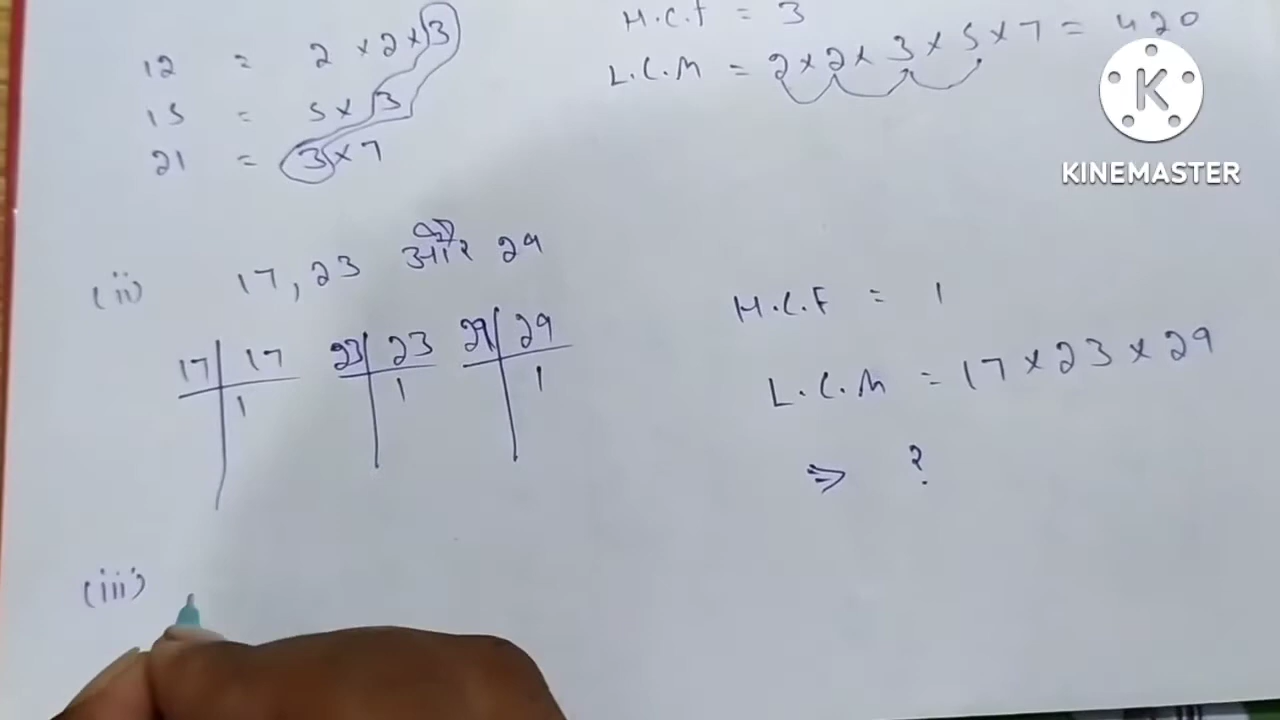 12 = 2 × 2 × 3
15 = 5 × 3
21 = 3 × 7
H.C.F = 3
L.C.M = 2 × 2 × 3 × 5 × 7 = 420
KINEMASTER
(ii) 17, 23 और 29
17 | 17
1
23 | 23
1
29 | 29
1
H.C.F = 1
L.C.M = 17 × 23 × 29
⇒ ?
(iii)